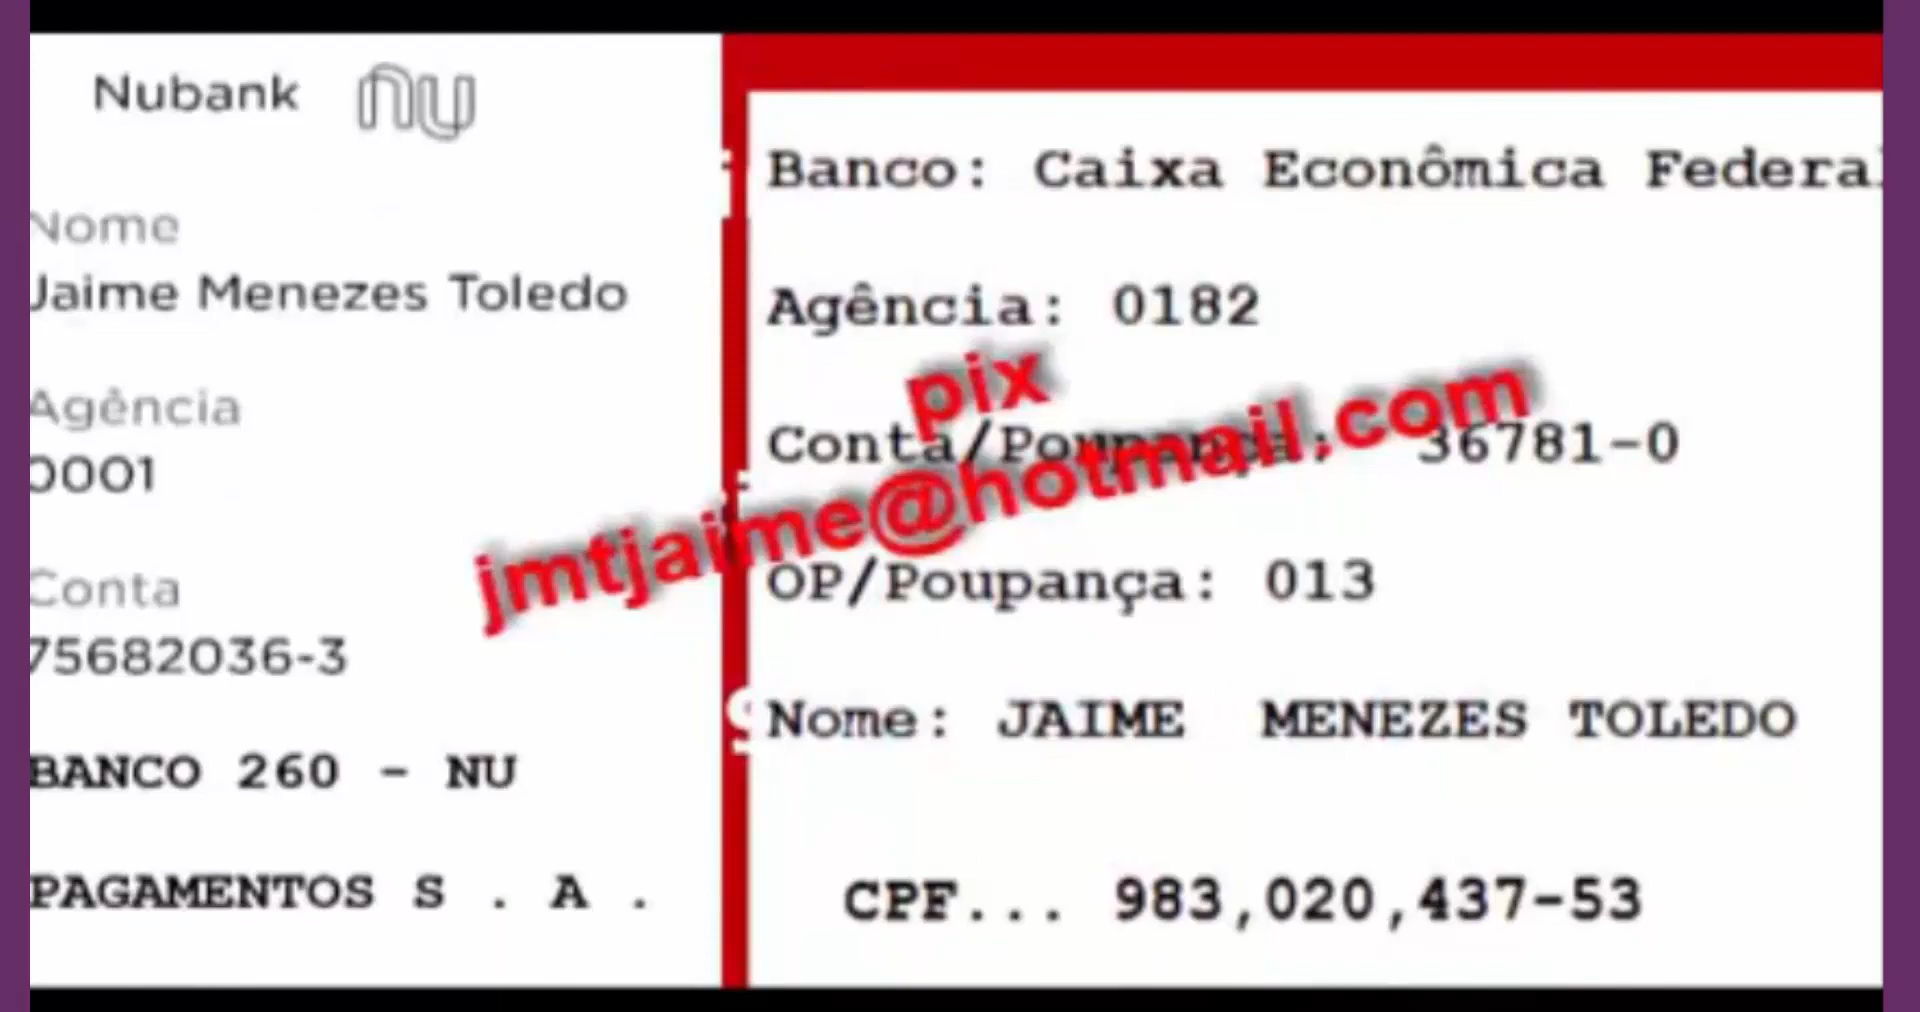 Nubank nu
Nome
Jaime Menezes Toledo
Agência
0001
Conta
75682036-3
BANCO 260 - NU
PAGAMENTOS S . A .
Banco: Caixa Econômica Federal
Agência: 0182
Conta/Poupança: 36781-0
OP/Poupança: 013
Nome: JAIME MENEZES TOLEDO
CPF... 983,020,437-53
pix
jmtjaime@hotmail.com